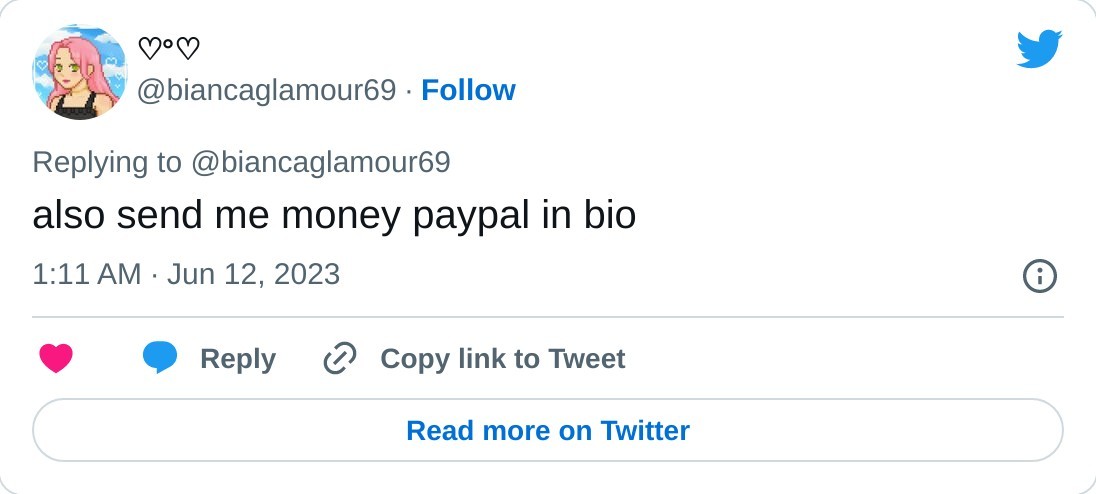 ♡°♡
@biancaglamour69 · Follow
Replying to @biancaglamour69
also send me money paypal in bio
1:11 AM · Jun 12, 2023
Reply
Copy link to Tweet
Read more on Twitter